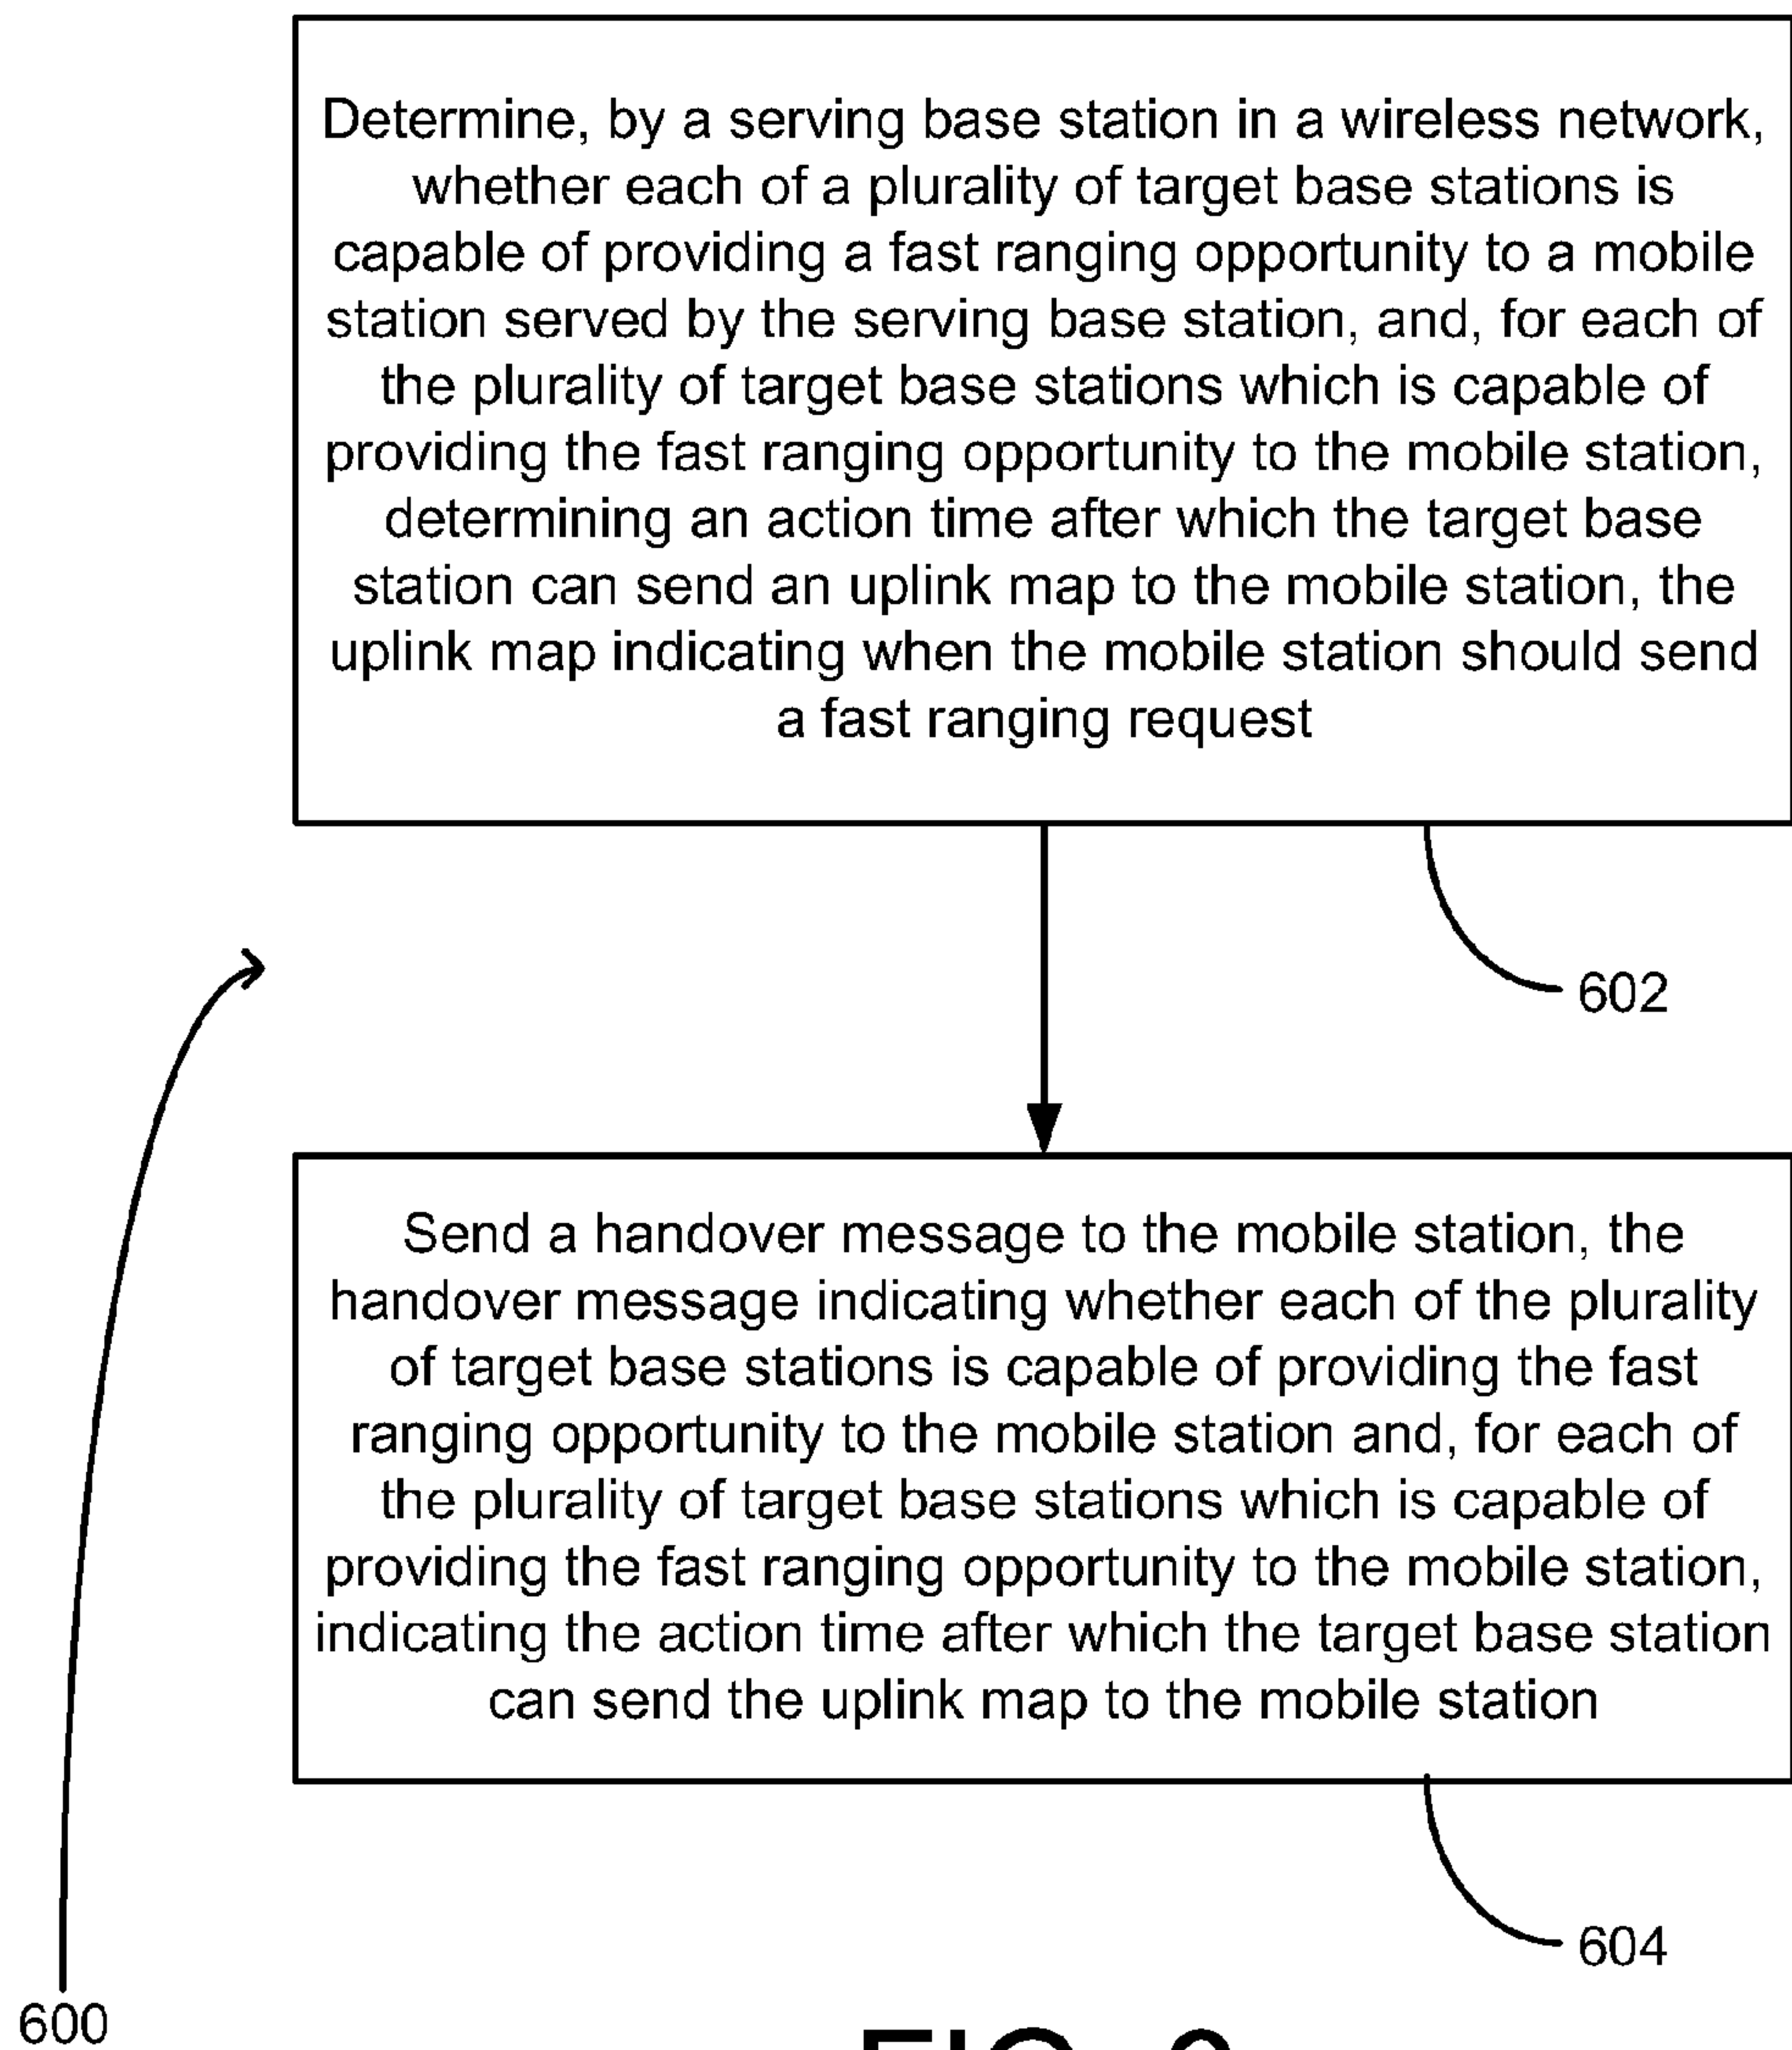 Determine, by a serving base station in a wireless network,
whether each of a plurality of target base stations is
capable of providing a fast ranging opportunity to a mobile
station served by the serving base station, and, for each of
the plurality of target base stations which is capable of
providing the fast ranging opportunity to the mobile station,
determining an action time after which the target base
station can send an uplink map to the mobile station, the
uplink map indicating when the mobile station should send
a fast ranging request
602
Send a handover message to the mobile station, the
handover message indicating whether each of the plurality
of target base stations is capable of providing the fast
ranging opportunity to the mobile station and, for each of
the plurality of target base stations which is capable of
providing the fast ranging opportunity to the mobile station,
indicating the action time after which the target base station
can send the uplink map to the mobile station
604
600